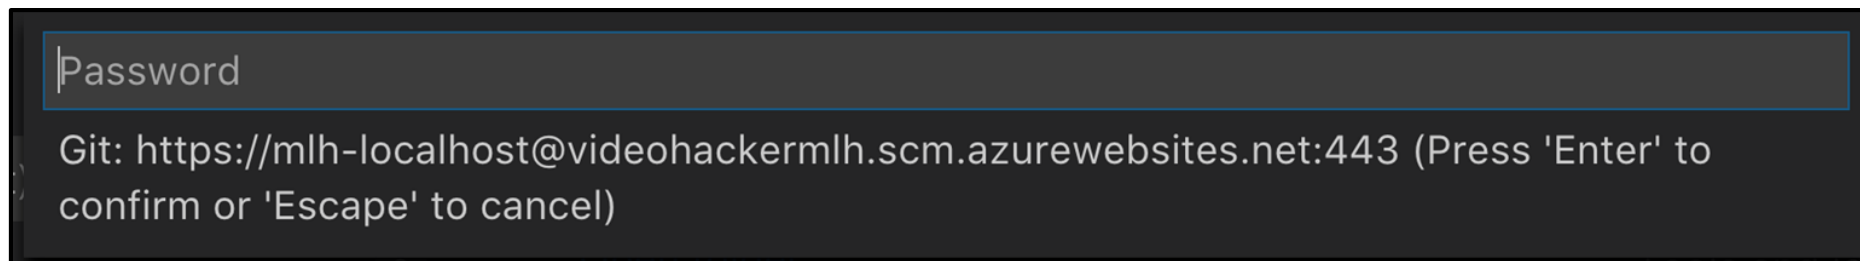 Password
Git: https://mlh-localhost@videohackermlh.scm.azurewebsites.net:443 (Press 'Enter' to
confirm or 'Escape' to cancel)